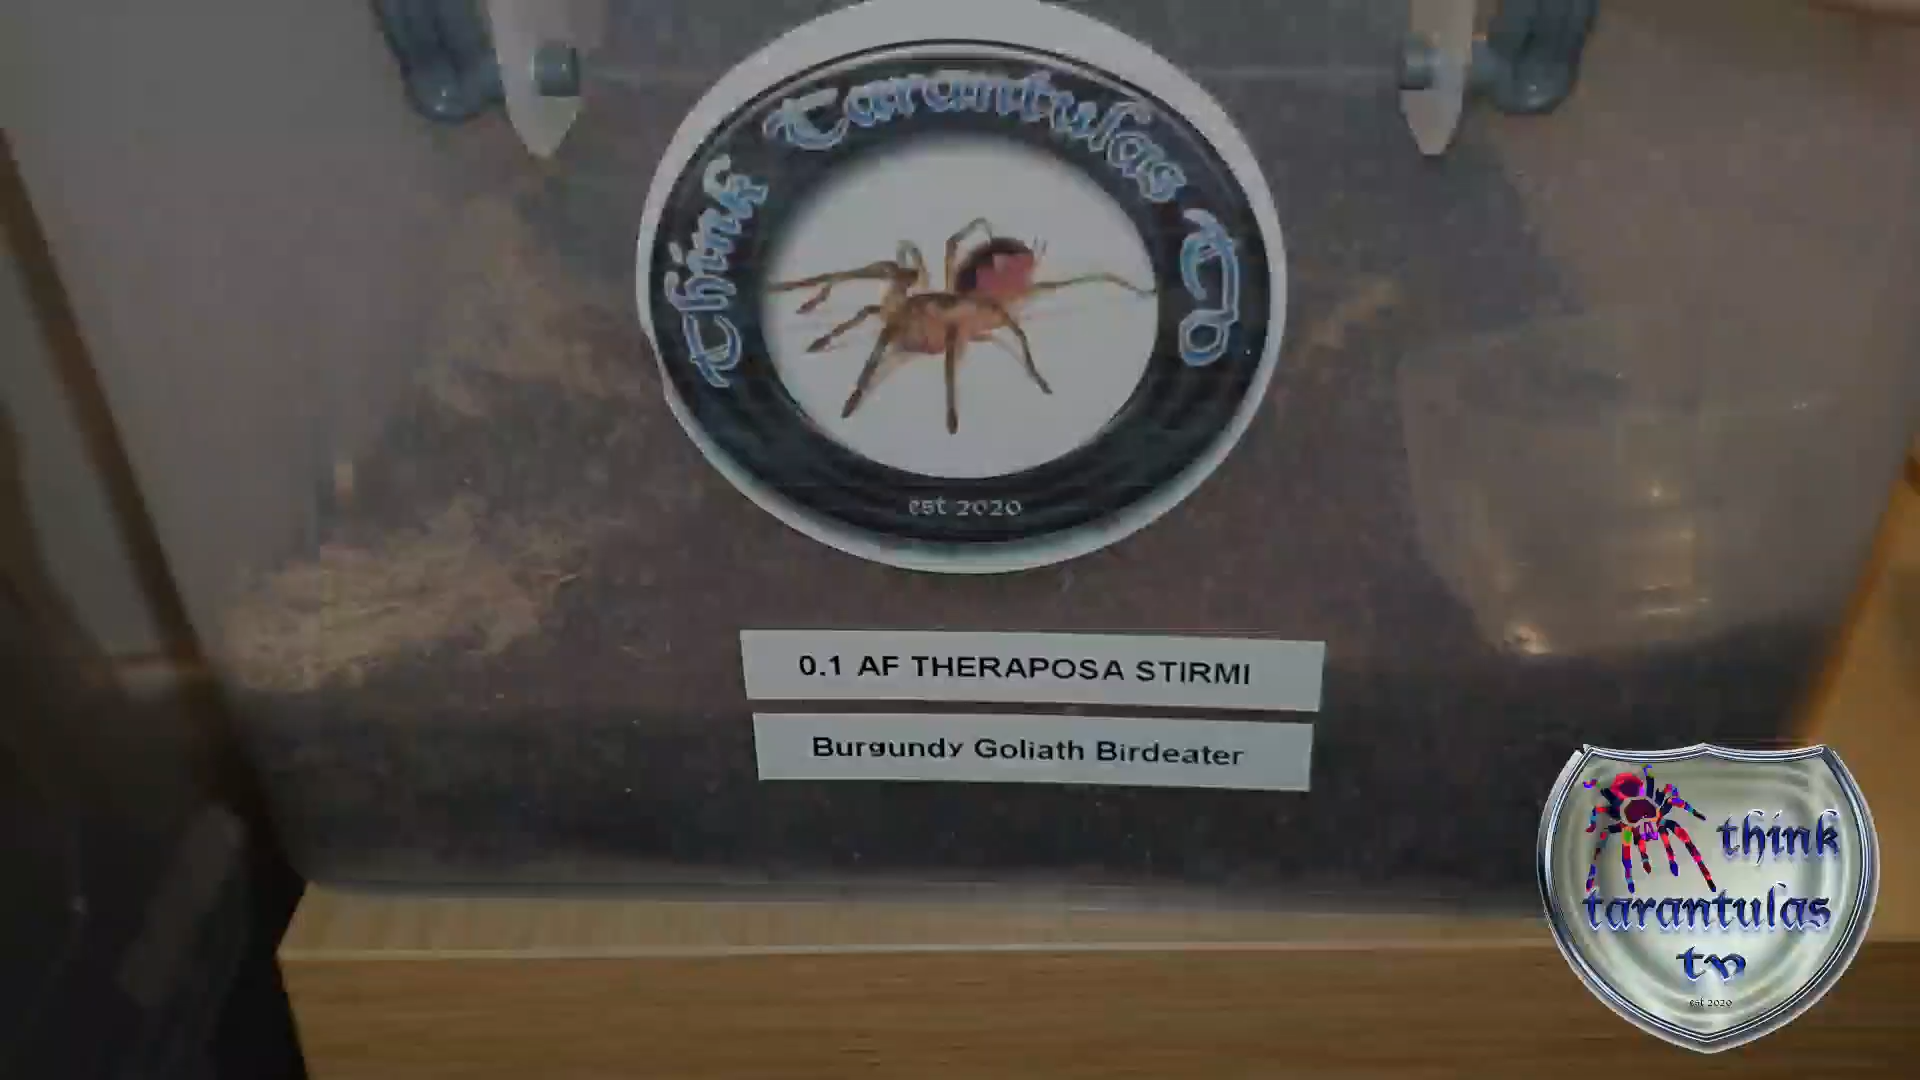 Think Tarantulas TV
est 2020
0.1 AF THERAPOSA STIRMI
Burgundy Goliath Birdeater
think
tarantulas
tv
est 2020